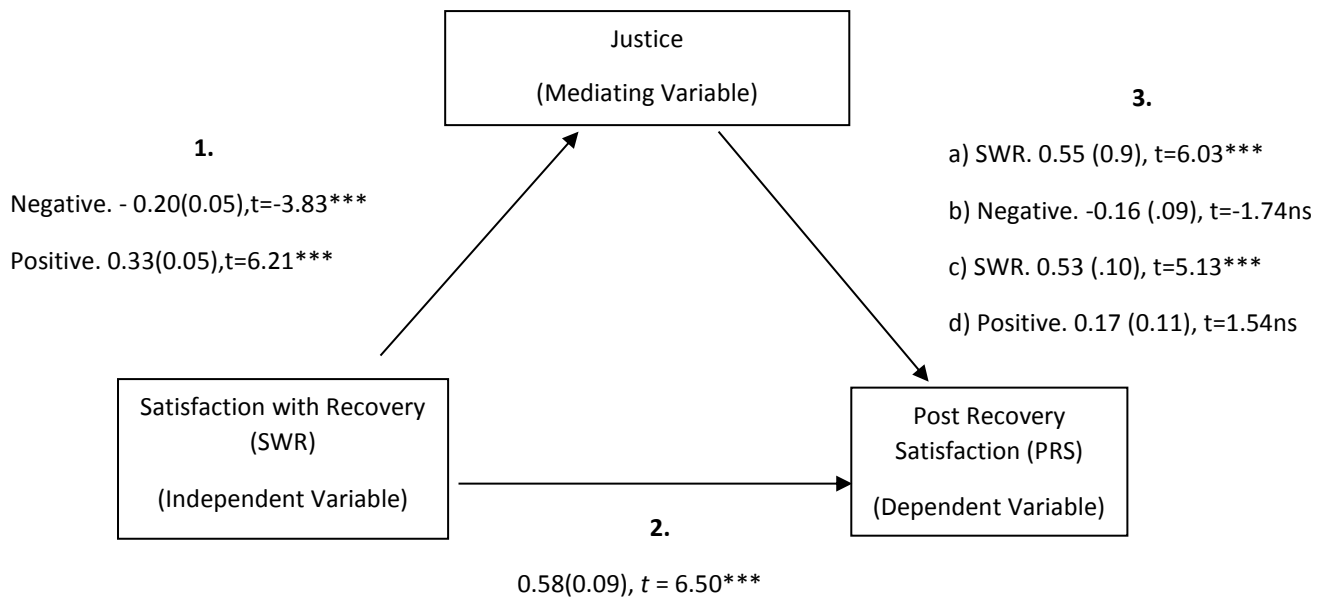 Justice
(Mediating Variable)
1.
Negative. - 0.20(0.05),t=-3.83***
Positive. 0.33(0.05),t=6.21***
3.
a) SWR. 0.55 (0.9), t=6.03***
b) Negative. -0.16 (.09), t=-1.74ns
c) SWR. 0.53 (.10), t=5.13***
d) Positive. 0.17 (0.11), t=1.54ns
Satisfaction with Recovery
(SWR)
(Independent Variable)
Post Recovery
Satisfaction (PRS)
(Dependent Variable)
2.
0.58(0.09), t = 6.50***